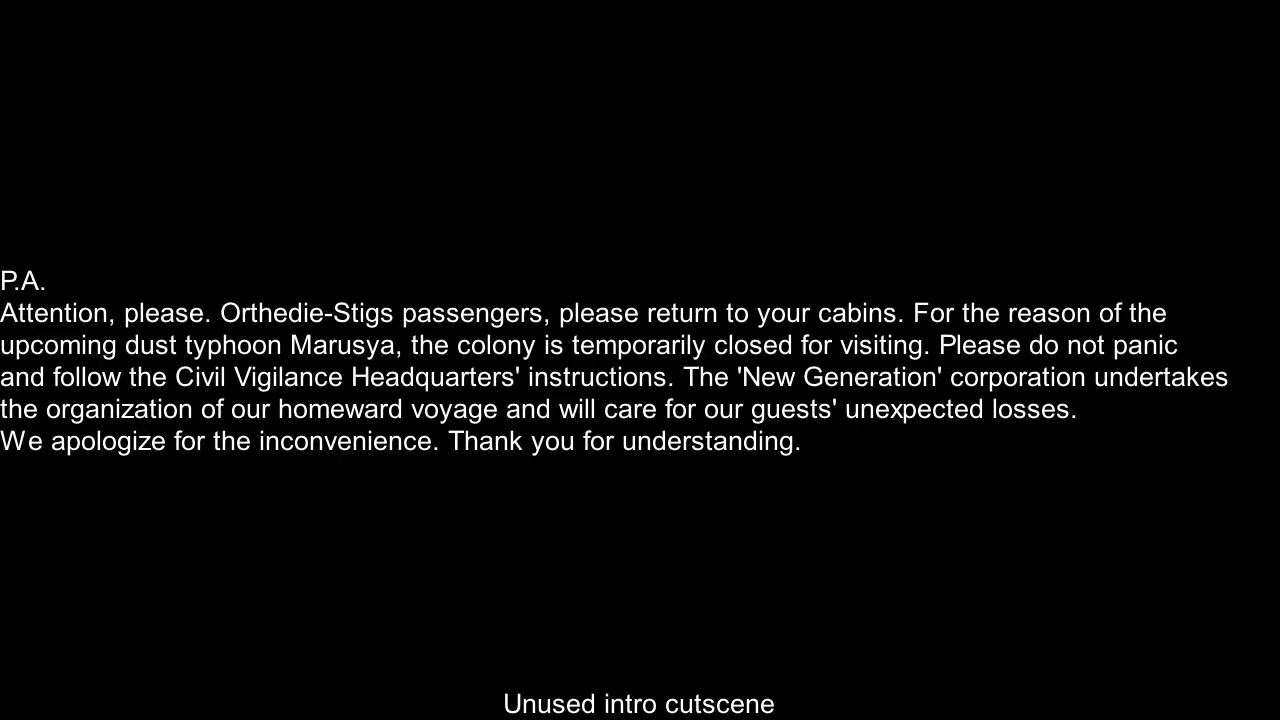 P.A.
Attention, please. Orthedie-Stigs passengers, please return to your cabins. For the reason of the
upcoming dust typhoon Marusya, the colony is temporarily closed for visiting. Please do not panic
and follow the Civil Vigilance Headquarters' instructions. The 'New Generation' corporation undertakes
the organization of our homeward voyage and will care for our guests' unexpected losses.
We apologize for the inconvenience. Thank you for understanding.
Unused intro cutscene